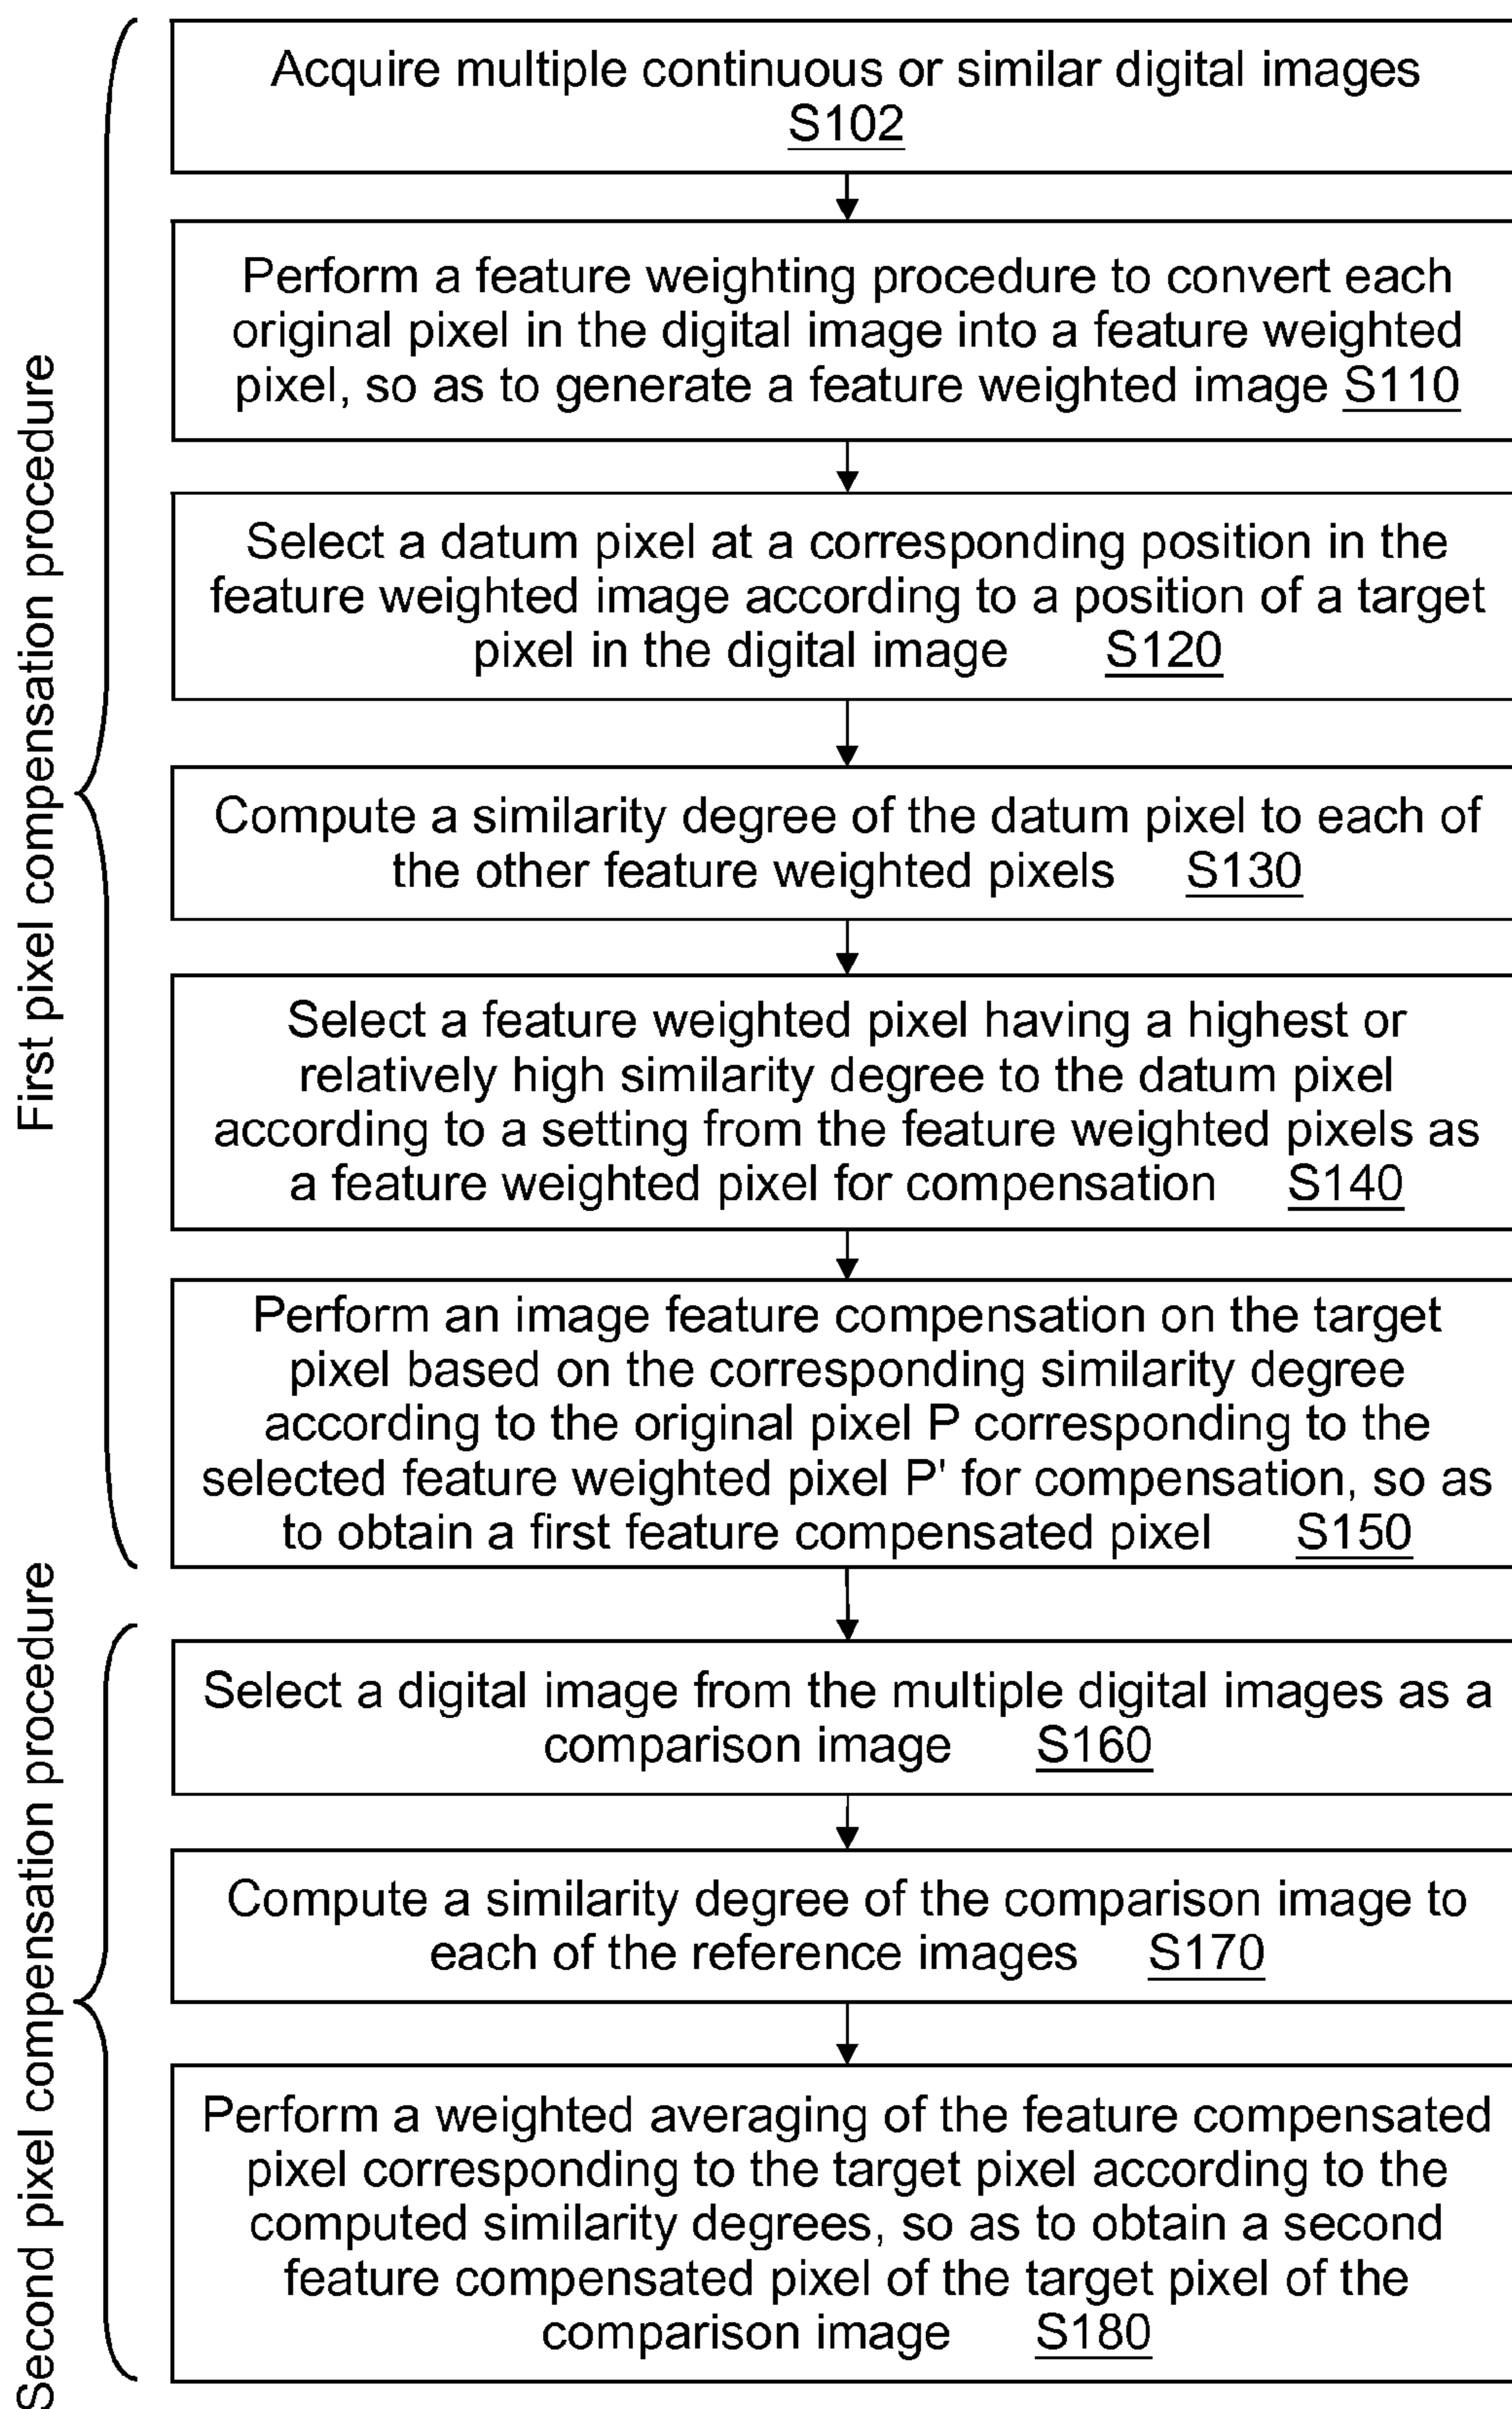 First pixel compensation procedure
Acquire multiple continuous or similar digital images
S102
Perform a feature weighting procedure to convert each
original pixel in the digital image into a feature weighted
pixel, so as to generate a feature weighted image S110
Select a datum pixel at a corresponding position in the
feature weighted image according to a position of a target
pixel in the digital image S120
Compute a similarity degree of the datum pixel to each of
the other feature weighted pixels S130
Select a feature weighted pixel having a highest or
relatively high similarity degree to the datum pixel
according to a setting from the feature weighted pixels as
a feature weighted pixel for compensation S140
Perform an image feature compensation on the target
pixel based on the corresponding similarity degree
according to the original pixel P corresponding to the
selected feature weighted pixel P' for compensation, so as
to obtain a first feature compensated pixel S150
Second pixel compensation procedure
Select a digital image from the multiple digital images as a
comparison image S160
Compute a similarity degree of the comparison image to
each of the reference images S170
Perform a weighted averaging of the feature compensated
pixel corresponding to the target pixel according to the
computed similarity degrees, so as to obtain a second
feature compensated pixel of the target pixel of the
comparison image S180